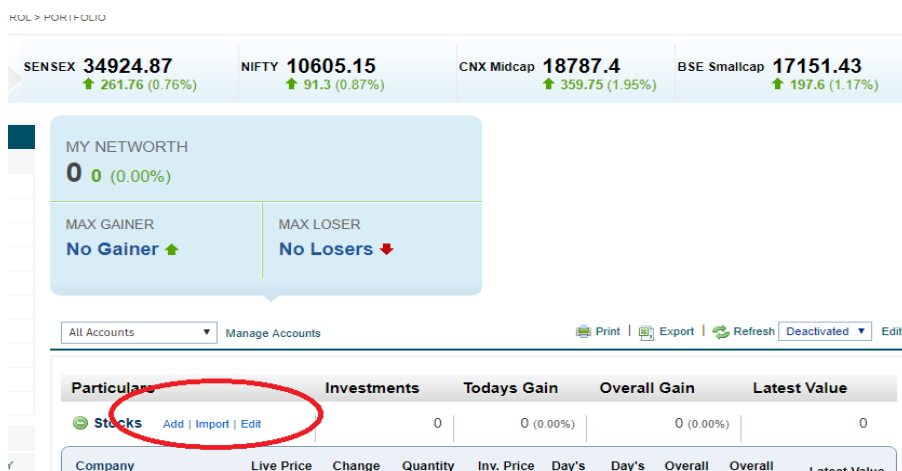 ROL > PORTFOLIO
SENSEX 34924.87 NIFTY 10605.15 CNX Midcap 18787.4 BSE Smallcap 17151.43
261.76 (0.76%) 91.3 (0.87%) 359.75 (1.95%) 197.6 (1.17%)
MY NETWORTH
0 0 (0.00%)
MAX GAINER MAX LOSER
No Gainer No Losers
All Accounts Manage Accounts Print | Export | Refresh Deactivated Edit
Particulars Investments Todays Gain Overall Gain Latest Value
Stocks Add | Import | Edit 0 0 (0.00%) 0 (0.00%) 0
Y Company Live Price Change Quantity Inv. Price Day's Day's Overall Overall Latest Value